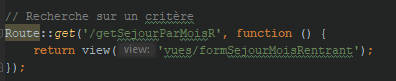 // Recherche sur un critère
Route::get('/getSejourParMoisR', function () {
return view( view: 'vues/formSejourMoisRentrant');
});